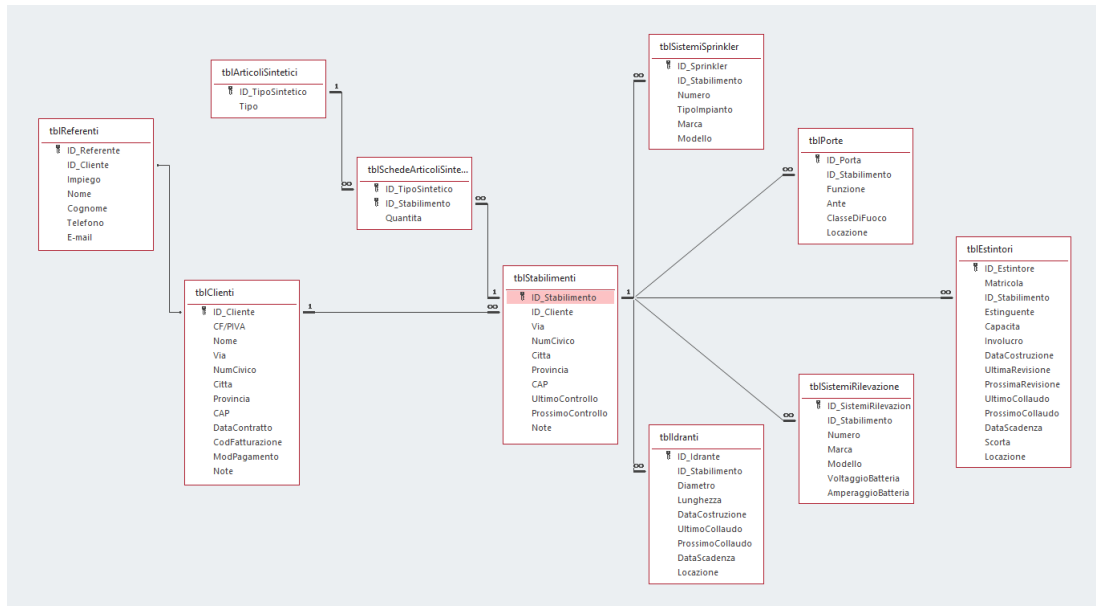 tblSistemiSprinkler
ID_Sprinkler
ID_Stabilimento
Numero
TipoImpianto
Marca
Modello
tblArticoliSintetici
ID_TipoSintetico
Tipo
tblReferenti
ID_Referente
ID_Cliente
Impiego
Nome
Cognome
Telefono
E-mail
tblSchedeArticoliSinte...
ID_TipoSintetico
ID_Stabilimento
Quantita
tblPorte
ID_Porta
ID_Stabilimento
Funzione
Ante
ClasseDiFuoco
Locazione
tblEstintori
ID_Estintore
Matricola
ID_Stabilimento
Estinguente
Capacita
Involucro
DataCostruzione
UltimaRevisione
ProssimaRevisione
UltimoCollaudo
ProssimoCollaudo
DataScadenza
Scorta
Locazione
tblClienti
ID_Cliente
CF/PIVA
Nome
Via
NumCivico
Citta
Provincia
CAP
DataContratto
CodFatturazione
ModPagamento
Note
tblStabilimenti
ID_Stabilimento
ID_Cliente
Via
NumCivico
Citta
Provincia
CAP
UltimoControllo
ProssimoControllo
Note
tblSistemiRilevazione
ID_SistemiRilevazion
ID_Stabilimento
Numero
Marca
Modello
VoltaggioBatteria
AmperaggioBatteria
tblIdranti
ID_Idrante
ID_Stabilimento
Diametro
Lunghezza
DataCostruzione
UltimoCollaudo
ProssimoCollaudo
DataScadenza
Locazione
1
∞
∞
1
1
∞
1
∞
∞
∞
∞
∞